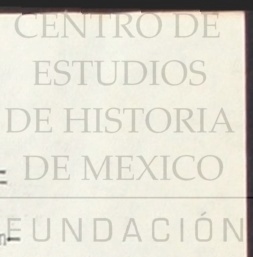 CENTRO DE
ESTUDIOS
DE HISTORIA
DE MEXICO
FUNDACIÓN